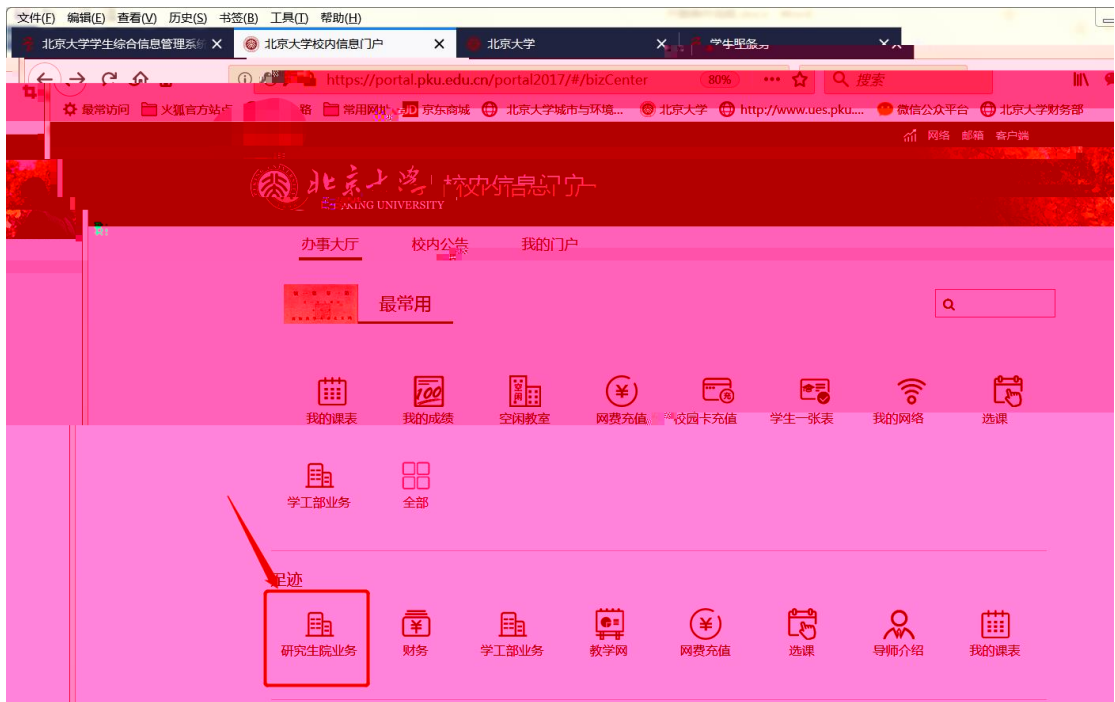 文件(F) 编辑(E) 查看(V) 历史(S) 书签(B) 工具(T) 帮助(H)
北京大学学生综合信息管理系统 北京大学校内信息门户 北京大学
https://portal.pku.edu.cn/portal2017/#/bizCenter 80% 搜索
最常访问 火狐官方站点 常用网址 JD 京东商城 北京大学城市与环境... 北京大学 http://www.ues.pku.... 微信公众平台 北京大学财务部
网络 邮箱 客户端
北京大学 校内信息门户
KING UNIVERSITY
办事大厅 校内公告 我的门户
最常用
我的课表 我的成绩 空闲教室 网费充值 校园卡充值 学生一张表 我的网络 选课
学工部业务 全部
足迹
研究生院业务 财务 学工部业务 教学网 网费充值 选课 导师介绍 我的课表